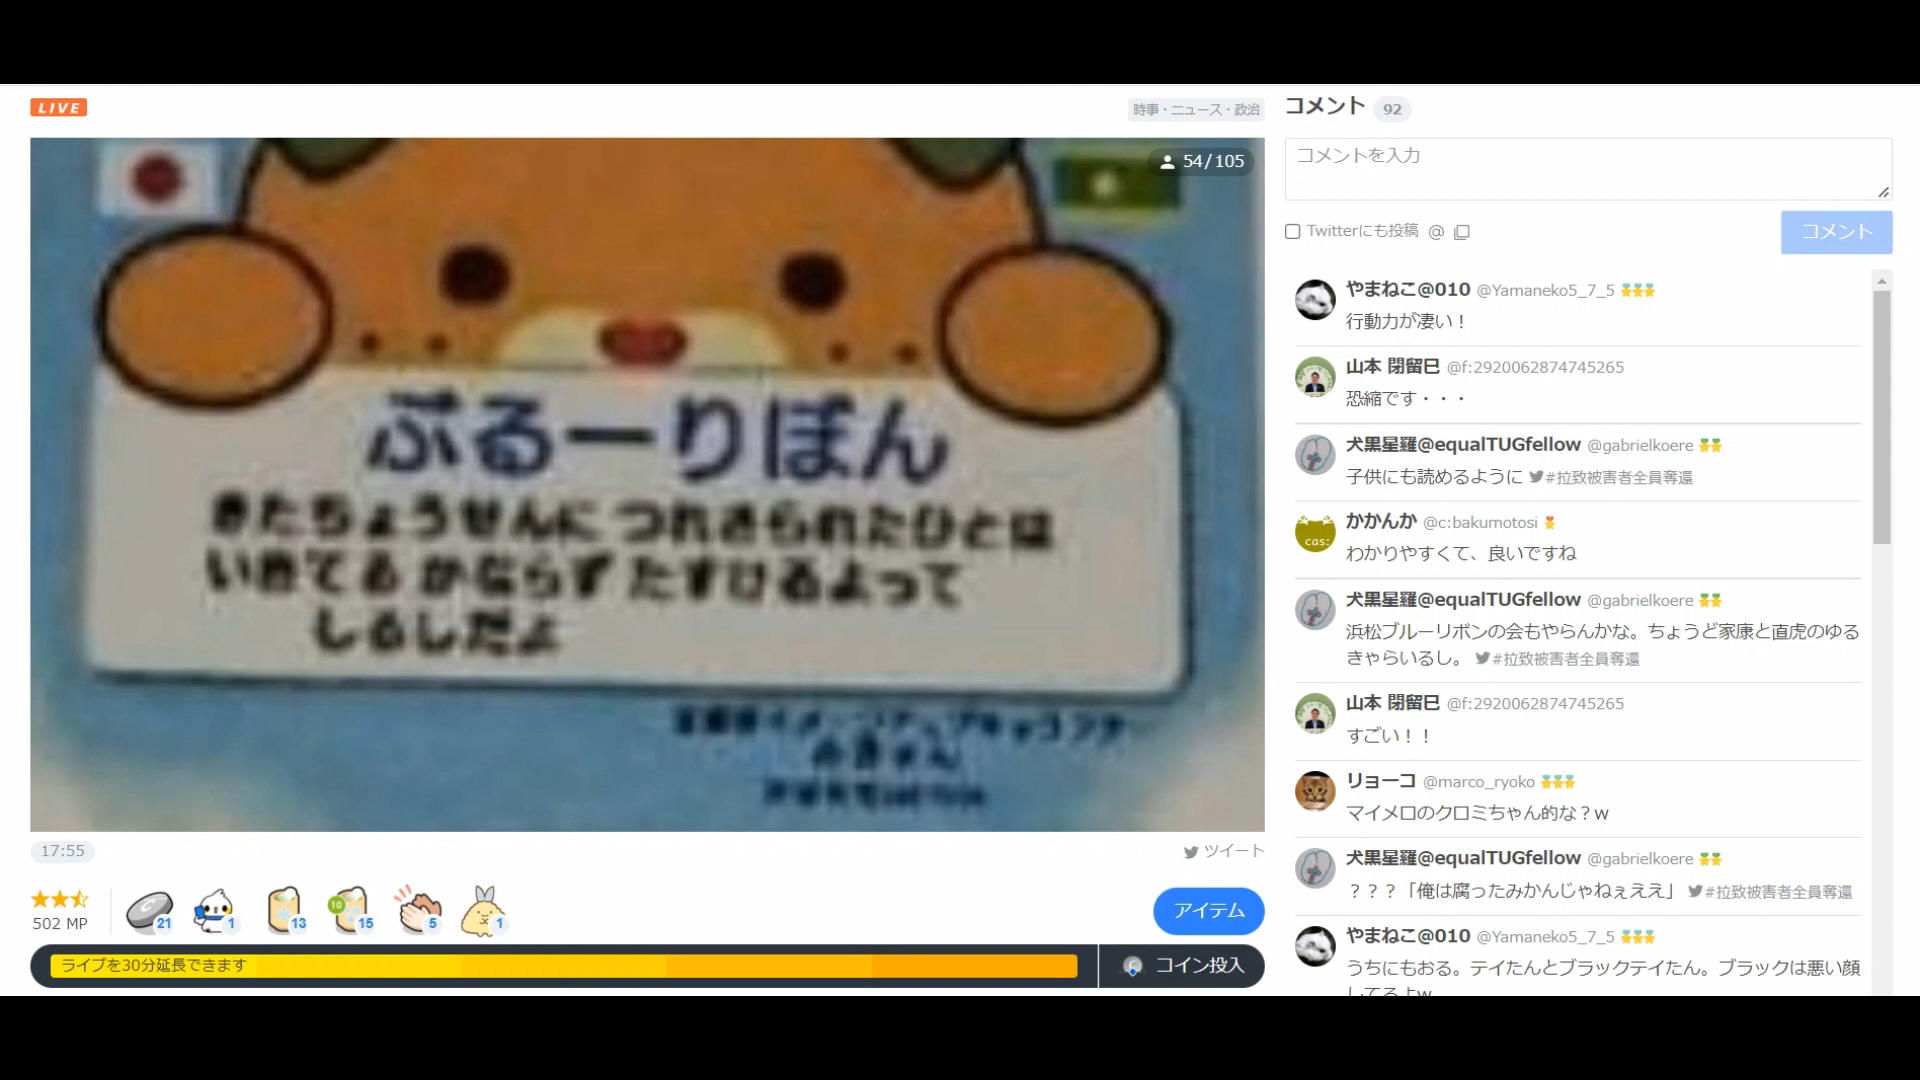 LIVE
時事・ニュース・政治
54/105
ぶるーりぼん
きたちょうせんに つれさられたひとは
いきてる かならず たすけるよって
しるしだよ
17:55
ツイート
502 MP
21
1
13
10
15
5
1
アイテム
ライブを30分延長できます
コイン投入
コメント 92
コメントを入力
Twitterにも投稿 @
コメント
やまねこ@010 @Yamaneko5_7_5
行動力が凄い！
山本 閉留巳 @f:2920062874745265
恐縮です・・・
犬黒星羅@equalTUGfellow @gabrielkoere
子供にも読めるように #拉致被害者全員奪還
かかんか @c:bakumotosi
cas:
わかりやすくて、良いですね
犬黒星羅@equalTUGfellow @gabrielkoere
浜松ブルーリボンの会もやらんかな。ちょうど家康と直虎のゆる
きゃらいるし。 #拉致被害者全員奪還
山本 閉留巳 @f:2920062874745265
すごい！！
リョーコ @marco_ryoko
マイメロのクロミちゃん的な？w
犬黒星羅@equalTUGfellow @gabrielkoere
？？？「俺は腐ったみかんじゃねぇええ」 #拉致被害者全員奪還
やまねこ@010 @Yamaneko5_7_5
うちにもおる。テイたんとブラックテイたん。ブラックは悪い顔
してるよw